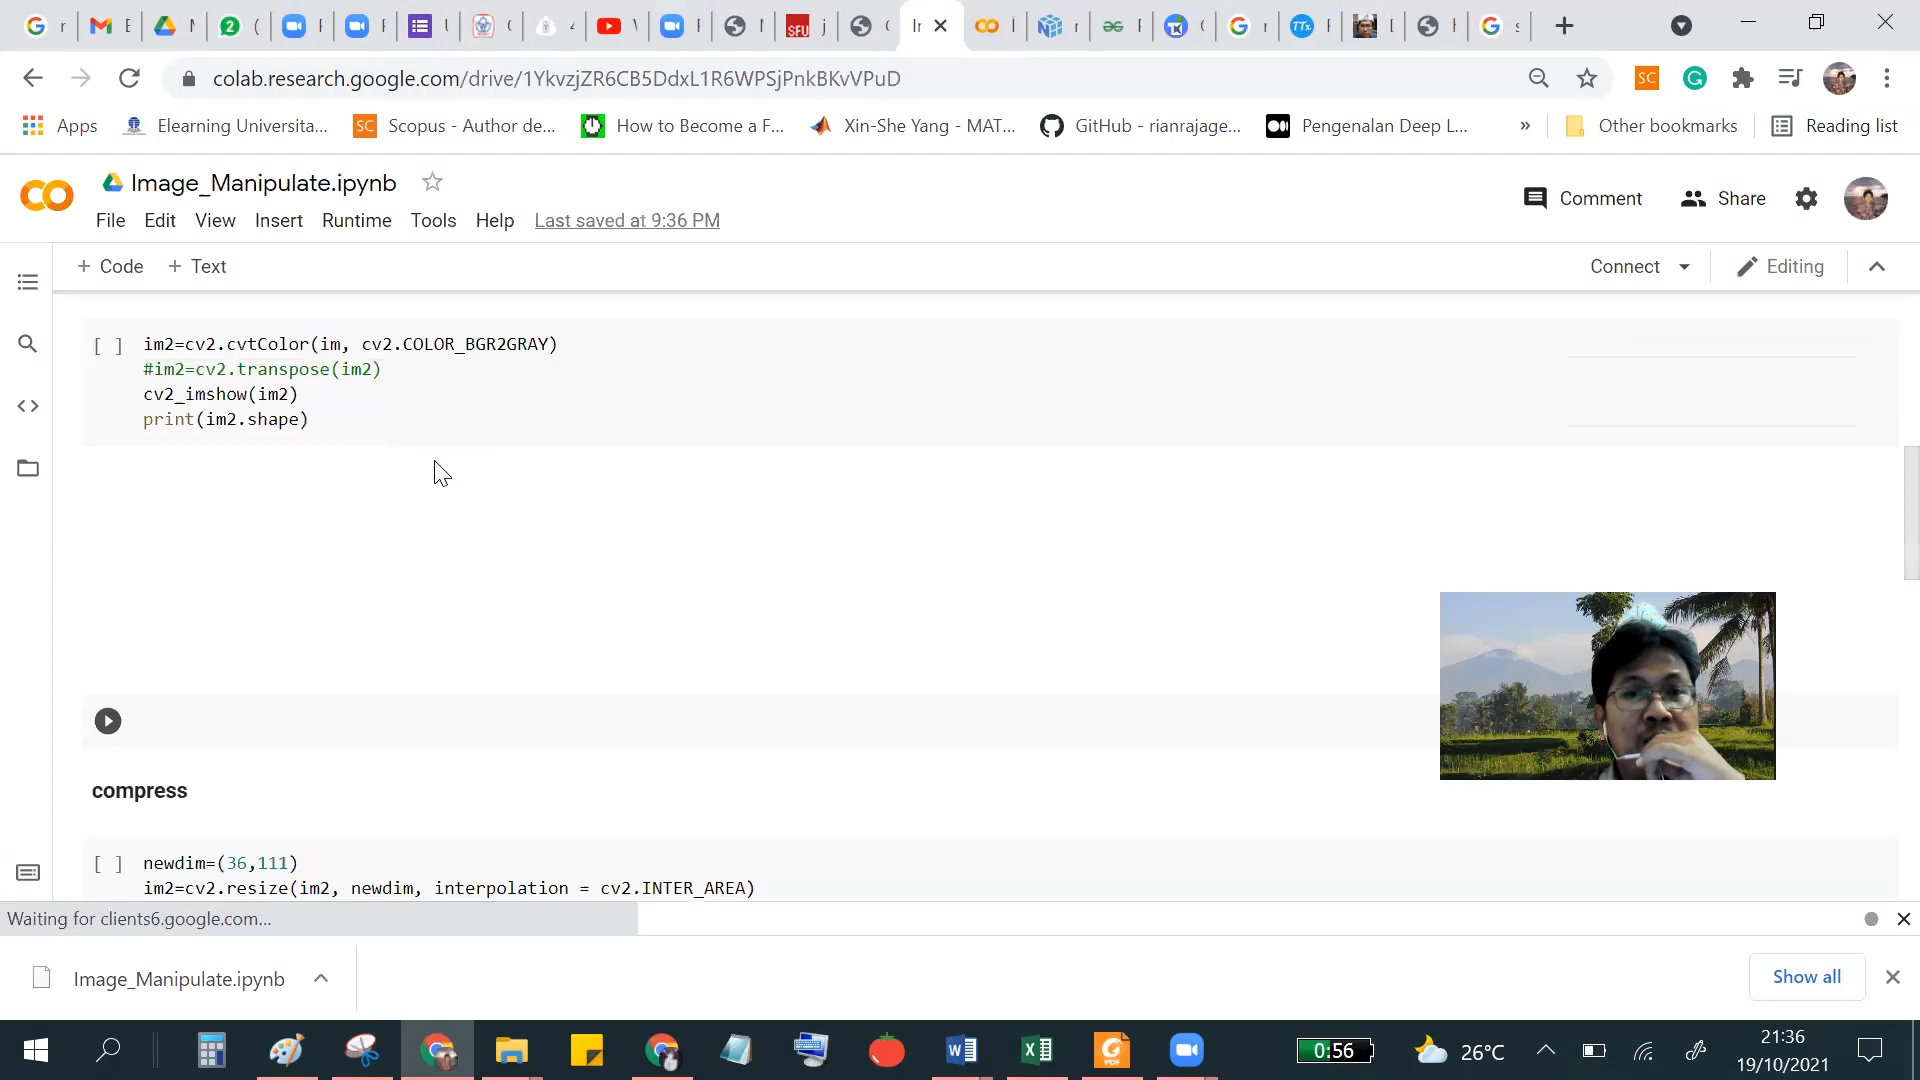 colab.research.google.com/drive/1YkvzjZR6CB5DdxL1R6WPSjPnkBKvVPuD
Apps
Elearning Universita...
Scopus - Author de...
How to Become a F...
Xin-She Yang - MAT...
GitHub - rianrajage...
Pengenalan Deep L...
»
Other bookmarks
Reading list
Image_Manipulate.ipynb
Comment
Share
File Edit View Insert Runtime Tools Help Last saved at 9:36 PM
+ Code + Text
Connect
Editing
[ ] im2=cv2.cvtColor(im, cv2.COLOR_BGR2GRAY)
#im2=cv2.transpose(im2)
cv2_imshow(im2)
print(im2.shape)
compress
[ ] newdim=(36,111)
im2=cv2.resize(im2, newdim, interpolation = cv2.INTER_AREA)
Waiting for clients6.google.com...
Image_Manipulate.ipynb
Show all
0:56
26°C
21:36
19/10/2021